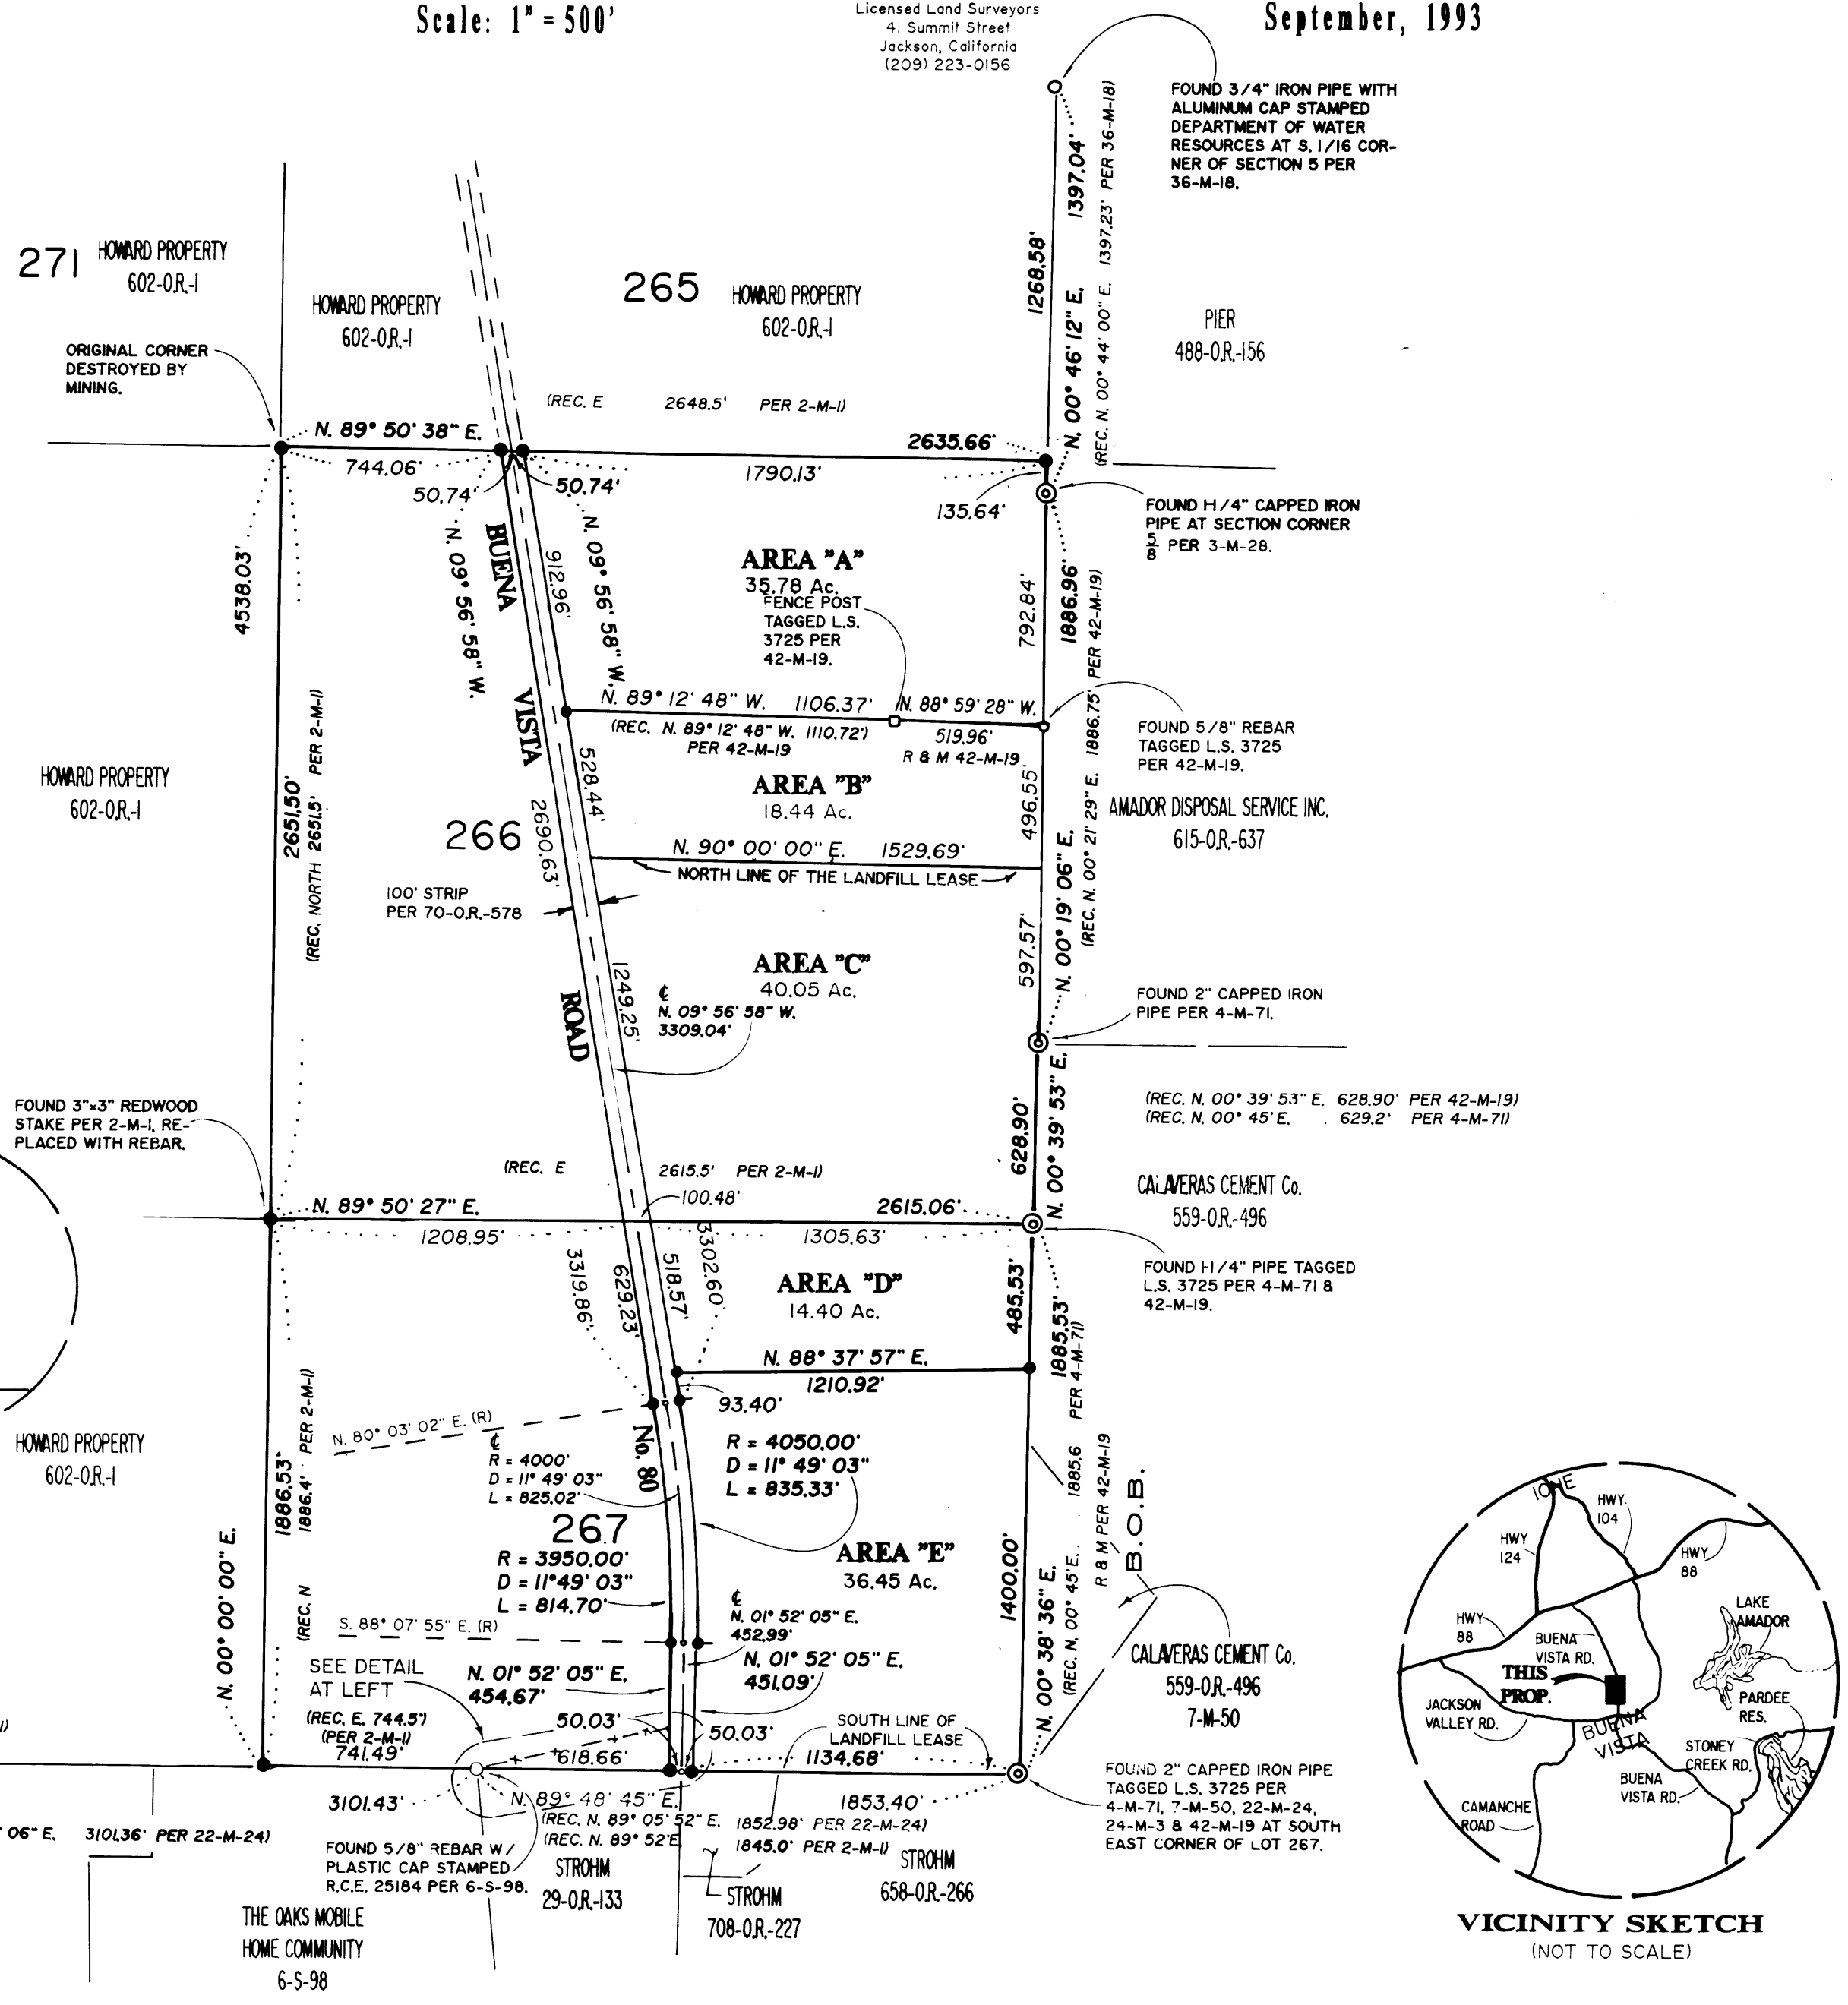 Scale: 1" = 500'
Licensed Land Surveyors
41 Summit Street
Jackson, California
(209) 223-0156
September, 1993
FOUND 3/4" IRON PIPE WITH
ALUMINUM CAP STAMPED
DEPARTMENT OF WATER
RESOURCES AT S. 1/16 COR-
NER OF SECTION 5 PER
36-M-18.
1397.04'
(REC. N. 00° 44' 00" E. 1397.23' PER 36-M-18)
1268.58'
N. 00° 46' 12" E.
271
HOWARD PROPERTY
602-O.R.-1
HOWARD PROPERTY
602-O.R.-1
265
HOWARD PROPERTY
602-O.R.-1
PIER
488-O.R.-156
ORIGINAL CORNER
DESTROYED BY
MINING.
(REC. E 2648.5' PER 2-M-1)
N. 89° 50' 38" E.
2635.66'
744.06'
50.74'
50.74'
1790.13'
135.64'
FOUND 1-1/4" CAPPED IRON
PIPE AT SECTION CORNER
5/8 PER 3-M-28.
4538.03'
N. 09° 56' 58" W.
BUENA
912.96'
N. 09° 56' 58" W.
AREA "A"
35.78 Ac.
FENCE POST
TAGGED L.S.
3725 PER
42-M-19.
792.84'
1886.96'
(REC. N. 00° 21' 29" E. 1886.75' PER 42-M-19)
VISTA
N. 89° 12' 48" W. 1106.37'
N. 88° 59' 28" W.
(REC. N. 89° 12' 48" W. 1110.72')
PER 42-M-19
519.96'
R & M 42-M-19
FOUND 5/8" REBAR
TAGGED L.S. 3725
PER 42-M-19.
HOWARD PROPERTY
602-O.R.-1
2651.50'
(REC. NORTH 2651.5' PER 2-M-1)
528.44'
AREA "B"
18.44 Ac.
496.55'
AMADOR DISPOSAL SERVICE INC.
615-O.R.-637
266
2690.63'
N. 90° 00' 00" E. 1529.69'
NORTH LINE OF THE LANDFILL LEASE
N. 00° 19' 06" E.
100' STRIP
PER 70-O.R.-578
597.57'
ROAD
1249.25'
AREA "C"
40.05 Ac.
℄
N. 09° 56' 58" W.
3309.04'
FOUND 2" CAPPED IRON
PIPE PER 4-M-71.
FOUND 3"x3" REDWOOD
STAKE PER 2-M-1, RE-
PLACED WITH REBAR.
628.90'
N. 00° 39' 53" E.
(REC. N. 00° 39' 53" E. 628.90' PER 42-M-19)
(REC. N. 00° 45' E. 629.2' PER 4-M-71)
(REC. E 2615.5' PER 2-M-1)
N. 89° 50' 27" E.
100.48'
2615.06'
CALAVERAS CEMENT Co.
559-O.R.-496
1208.95'
1305.63'
3319.86'
629.23'
518.57'
3302.60'
AREA "D"
14.40 Ac.
485.53'
1885.53'
FOUND 1-1/4" PIPE TAGGED
L.S. 3725 PER 4-M-71 &
42-M-19.
N. 88° 37' 57" E.
1210.92'
93.40'
1885.6 PER 4-M-71)
R & M PER 42-M-19
B.O.B.
HOWARD PROPERTY
602-O.R.-1
1886.53'
1886.4' PER 2-M-1)
(REC. N
N. 80° 03' 02" E. (R)
No. 80
℄
R = 4000'
D = 11° 49' 03"
L = 825.02'
R = 4050.00'
D = 11° 49' 03"
L = 835.33'
267
R = 3950.00'
D = 11°49' 03"
L = 814.70'
AREA "E"
36.45 Ac.
1400.00'
N. 00° 38' 36" E.
(REC. N. 00° 45' E.
N. 00° 00' 00" E.
S. 88° 07' 55" E. (R)
℄
N. 01° 52' 05" E.
452.99'
SEE DETAIL
AT LEFT
N. 01° 52' 05" E.
454.67'
N. 01° 52' 05" E.
451.09'
CALAVERAS CEMENT Co.
559-O.R.-496
7-M-50
(REC. E. 744.5')
(PER 2-M-1)
741.49'
50.03'
618.66'
50.03'
SOUTH LINE OF
LANDFILL LEASE
1134.68'
3101.43'
N. 89° 48' 45" E.
1853.40'
(REC. N. 89° 05' 52" E. 1852.98' PER 22-M-24)
(REC. N. 89° 52' E. 1845.0' PER 2-M-1)
06" E. 3101.36' PER 22-M-24)
FOUND 5/8" REBAR W/
PLASTIC CAP STAMPED
R.C.E. 25184 PER 6-S-98.
FOUND 2" CAPPED IRON PIPE
TAGGED L.S. 3725 PER
4-M-71, 7-M-50, 22-M-24,
24-M-3 & 42-M-19 AT SOUTH
EAST CORNER OF LOT 267.
STROHM
29-O.R.-133
STROHM
708-O.R.-227
STROHM
658-O.R.-266
THE OAKS MOBILE
HOME COMMUNITY
6-S-98
IONE
HWY
104
HWY
124
HWY
88
HWY
88
LAKE
AMADOR
BUENA
VISTA RD.
THIS
PROP.
JACKSON
VALLEY RD.
PARDEE
RES.
BUENA
VISTA
STONEY
CREEK RD.
BUENA
VISTA RD.
CAMANCHE
ROAD
VICINITY SKETCH
(NOT TO SCALE)